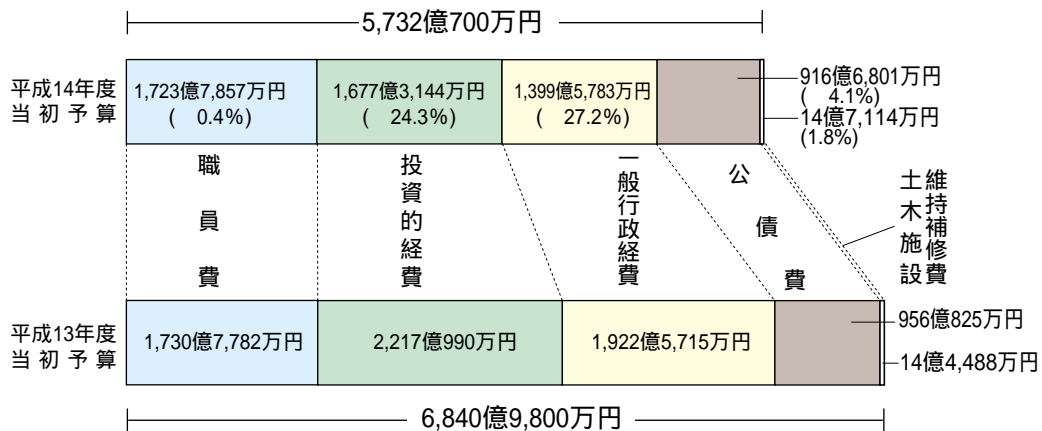 5,732億700万円
平成14年度
当初予算
1,723億7,857万円
( 0.4%)
1,677億3,144万円
( 24.3%)
1,399億5,783万円
( 27.2%)
916億6,801万円
( 4.1%)
14億7,114万円
(1.8%)
職員費
投資的経費
一般行政経費
公債費
土木施設
維持補修費
平成13年度
当初予算
1,730億7,782万円
2,217億990万円
1,922億5,715万円
956億825万円
14億4,488万円
6,840億9,800万円